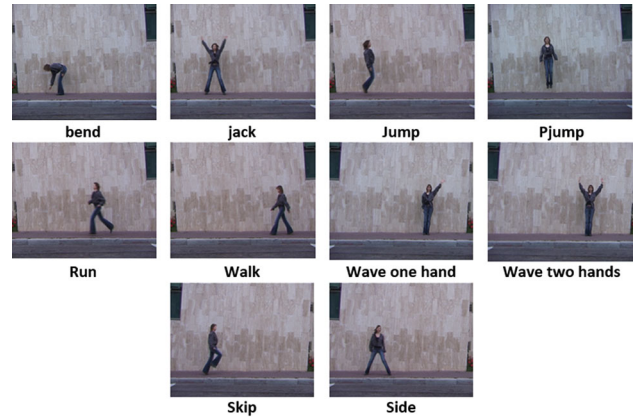 bend
jack
Jump
Pjump
Run
Walk
Wave one hand
Wave two hands
Skip
Side